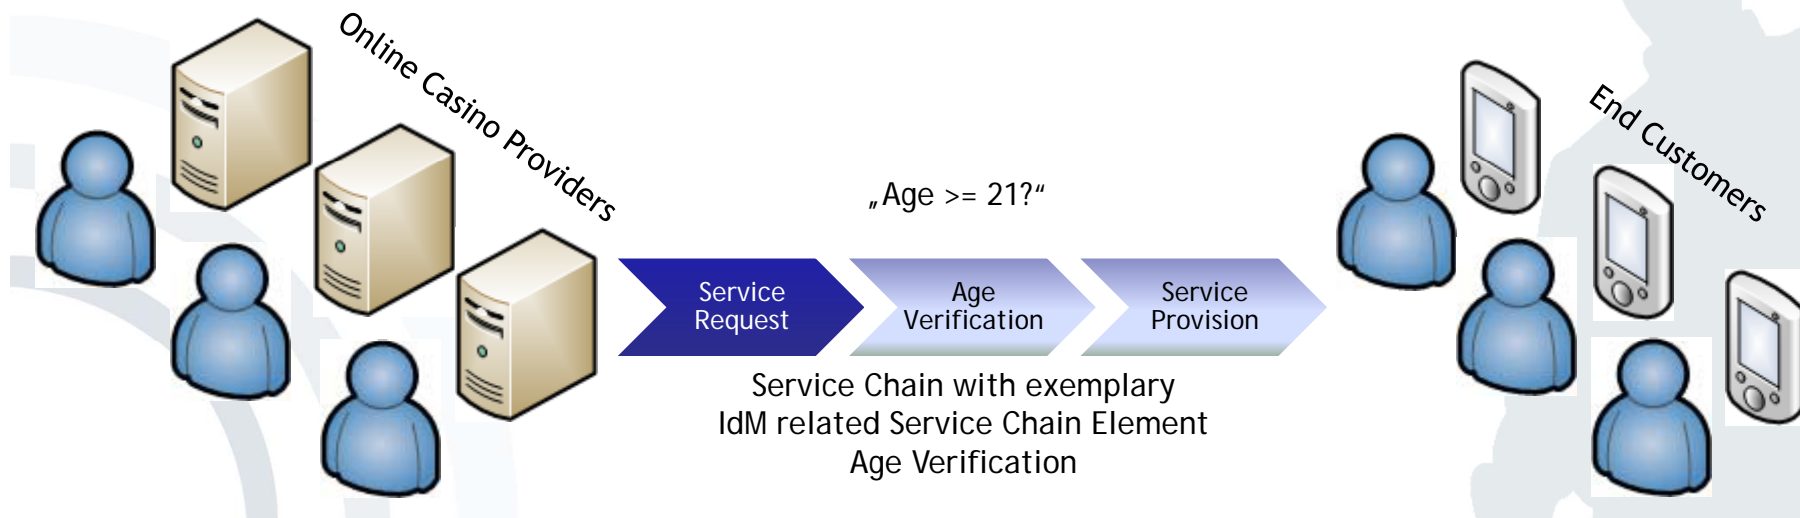 Online Casino Providers
„Age >= 21?“
End Customers
Service
Request
Age
Verification
Service
Provision
Service Chain with exemplary
IdM related Service Chain Element
Age Verification